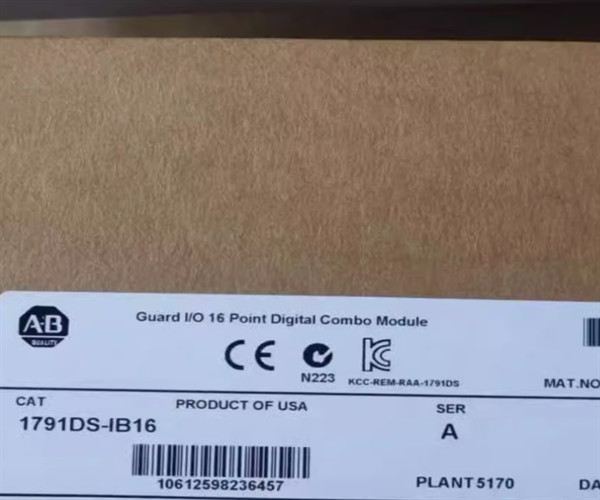 A·B
QUALITY
Guard I/O 16 Point Digital Combo Module
CE
N223
KCC-REM-RAA-1791DS
MAT.NO
CAT
PRODUCT OF USA
SER
1791DS-IB16
A
10612598236457
PLANT 5170
DA